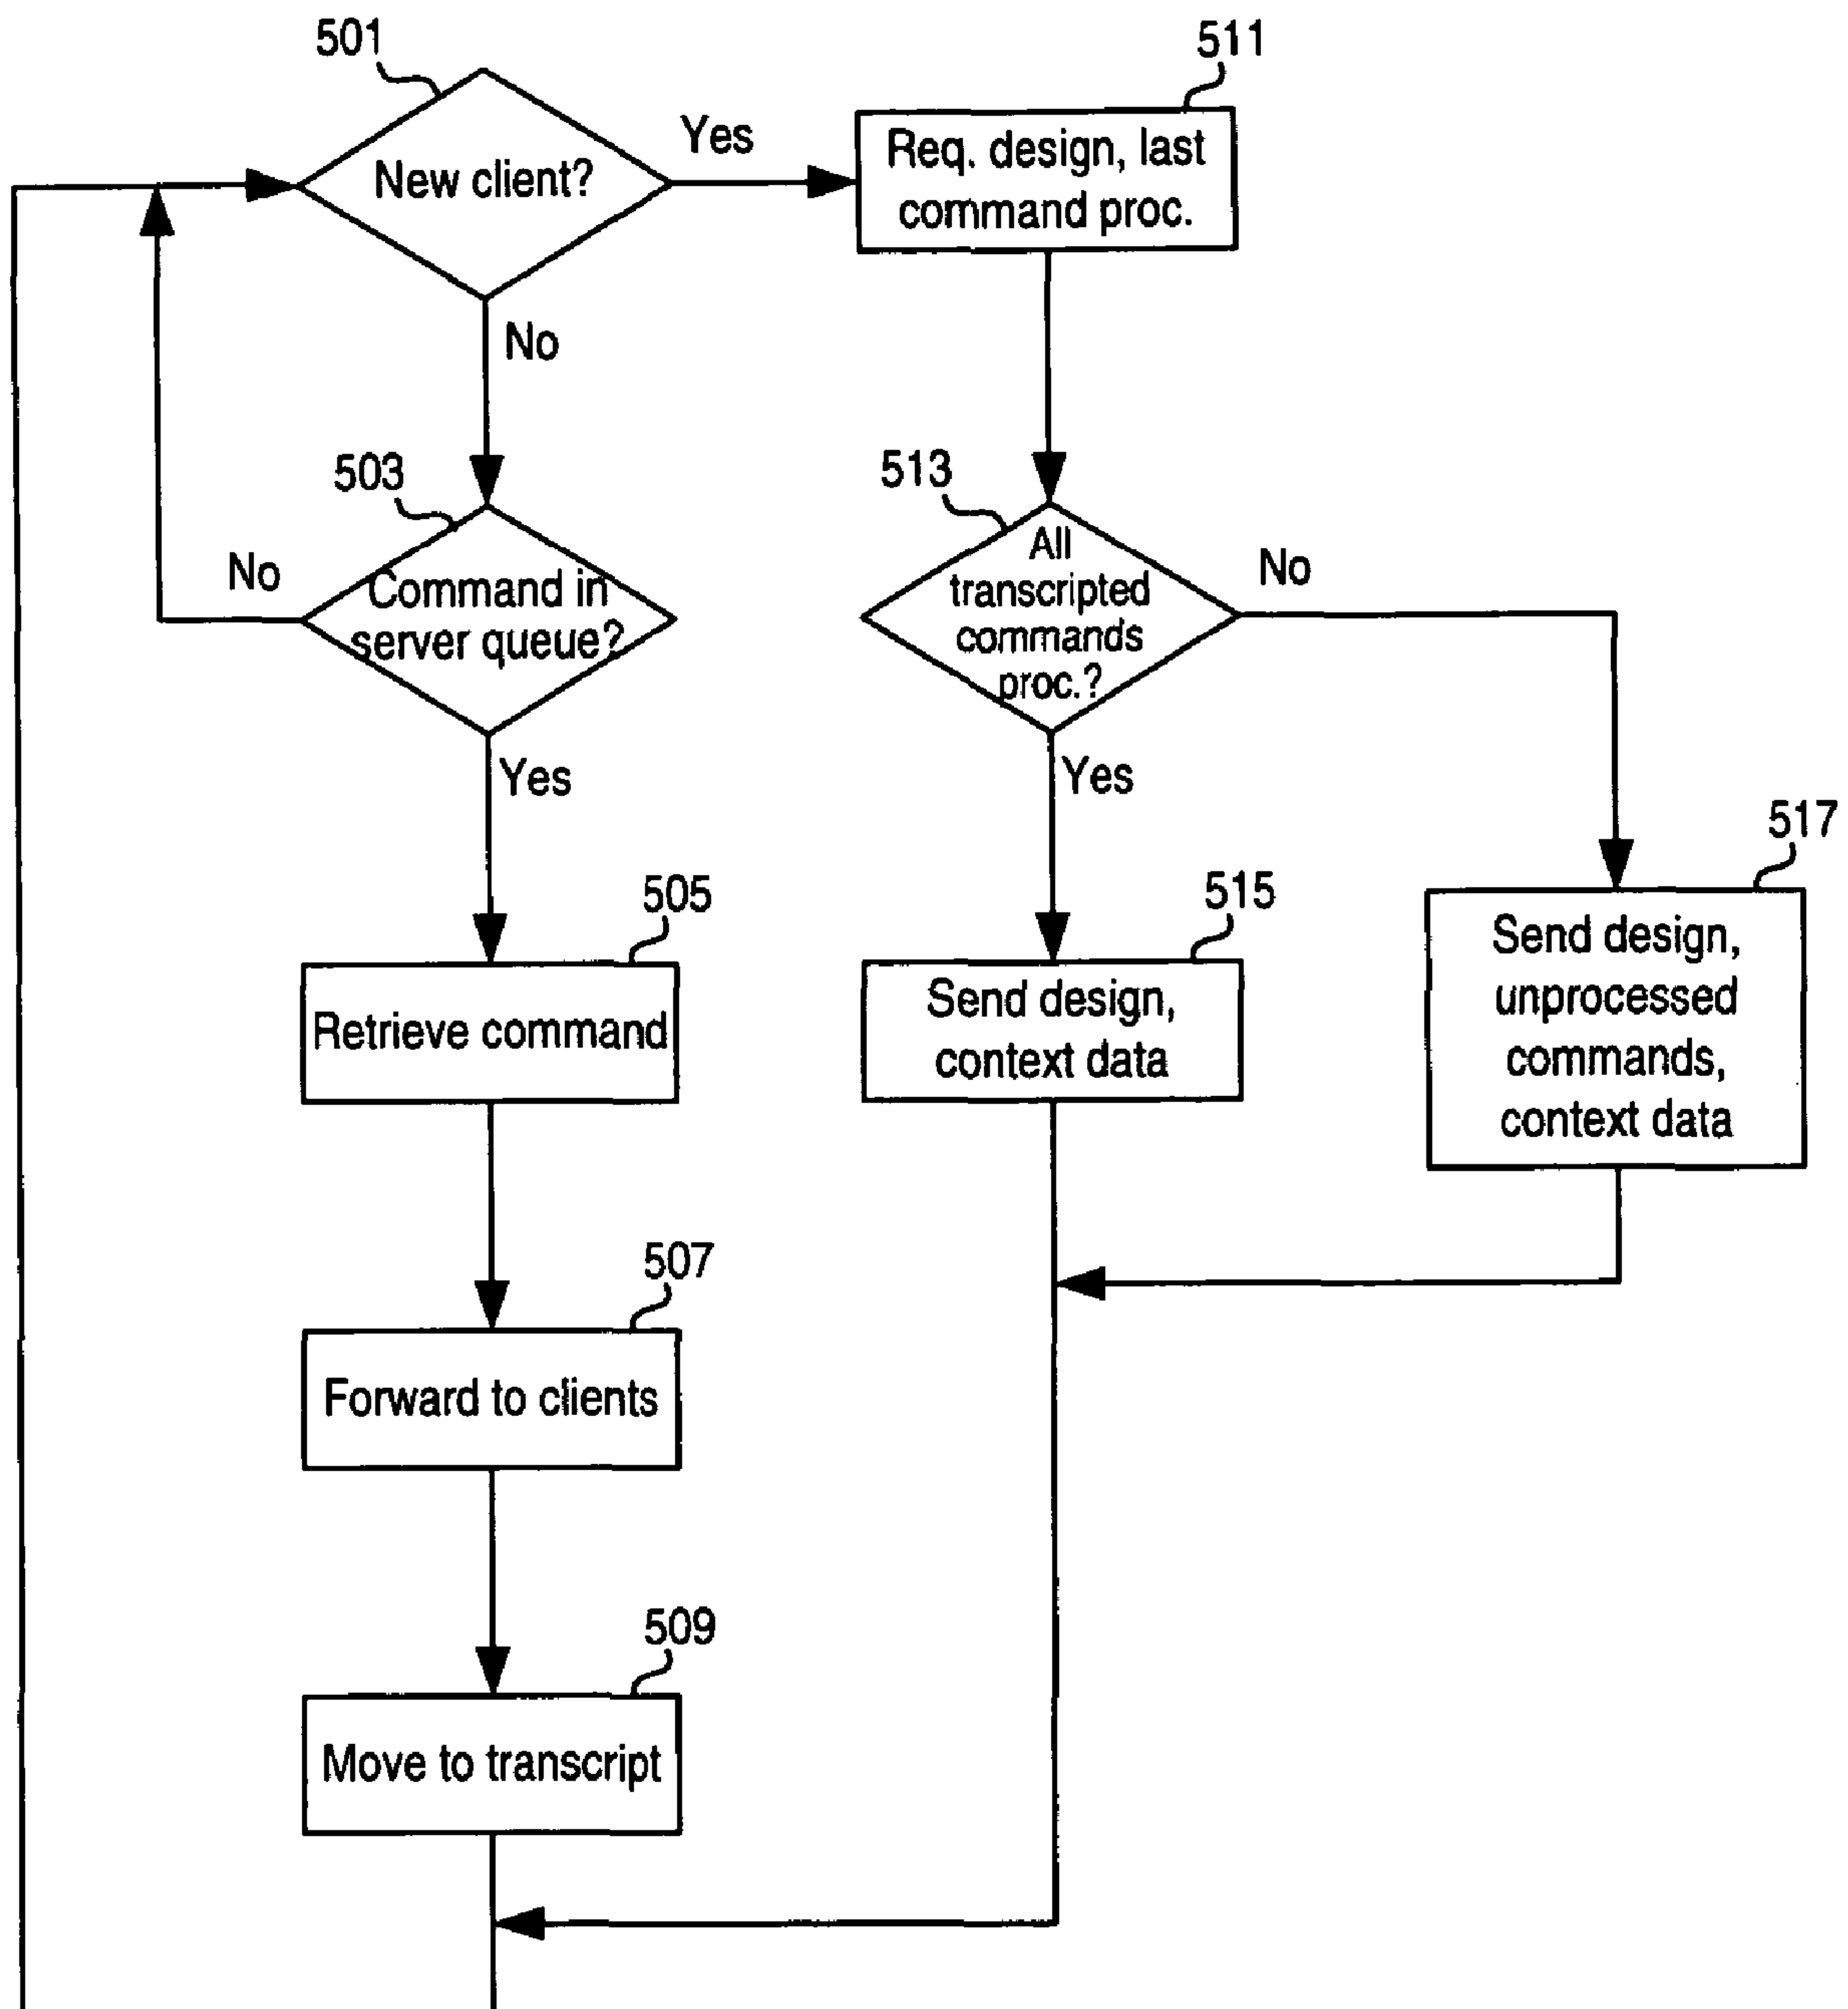 501
511
New client?
Yes
Req. design, last
command proc.
No
503
513
No
Command in
server queue?
All
transcripted
commands
proc.?
No
Yes
Yes
505
515
517
Retrieve command
Send design,
context data
Send design,
unprocessed
commands,
context data
507
Forward to clients
509
Move to transcript